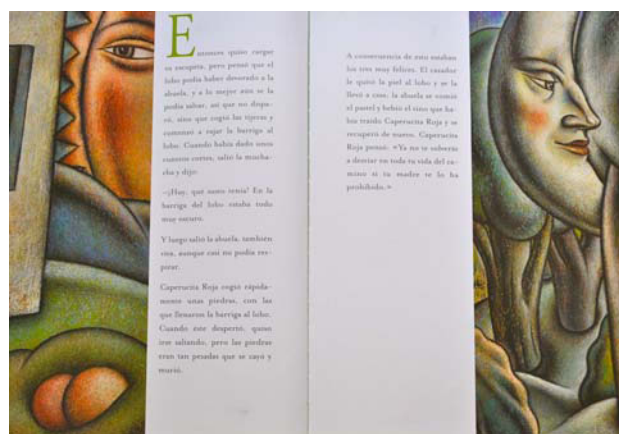 Entonces quiso cargar
su escopeta, pero pensó que el
lobo podía haber devorado a la
abuela, y a lo mejor aún se la
podía salvar, así que no dispa-
ró, sino que cogió las tijeras y
comenzó a rajar la barriga al
lobo. Cuando había dado unos
cuantos cortes, salió la mucha-
cha y dijo:
–¡Huy, qué susto tenía! En la
barriga del lobo estaba todo
muy oscuro.
Y luego salió la abuela, también
viva, aunque casi no podía res-
pirar.
Caperucita Roja cogió rápida-
mente unas piedras, con las
que llenaron la barriga al lobo.
Cuando éste despertó, quiso
irse saltando, pero las piedras
eran tan pesadas que se cayó y
murió.
A consecuencia de esto estaban
los tres muy felices. El cazador
le quitó la piel al lobo y se la
llevó a casa, la abuela se comió
el pastel y bebió el vino que ha-
bía traído Caperucita Roja y se
recuperó de nuevo. Caperucita
Roja pensó: «Ya no te volverás
a desviar en toda tu vida del ca-
mino si tu madre te lo ha
prohibido.»